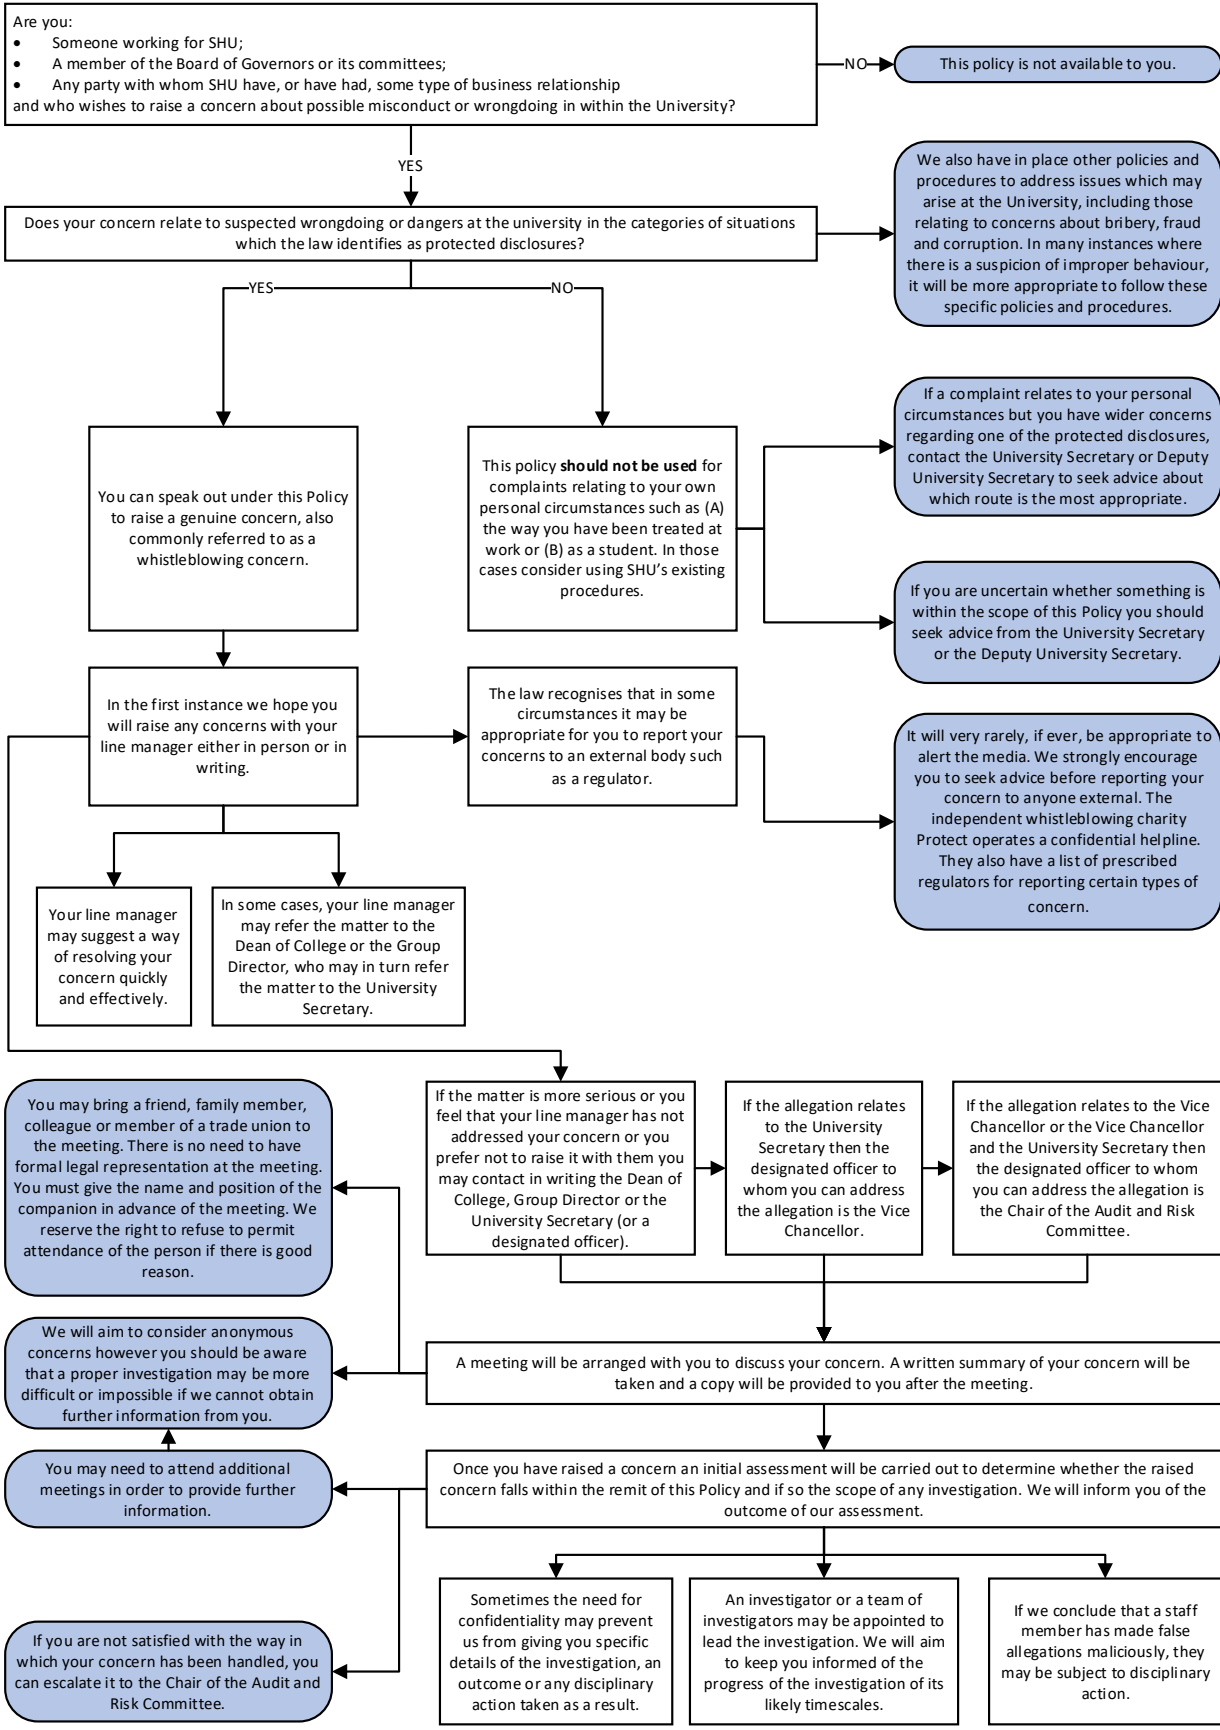 Are you:
• Someone working for SHU;
• A member of the Board of Governors or its committees;
• Any party with whom SHU have, or have had, some type of business relationship
and who wishes to raise a concern about possible misconduct or wrongdoing in within the University?
NO
This policy is not available to you.
YES
We also have in place other policies and
procedures to address issues which may
arise at the University, including those
relating to concerns about bribery, fraud
and corruption. In many instances where
there is a suspicion of improper behaviour,
it will be more appropriate to follow these
specific policies and procedures.
Does your concern relate to suspected wrongdoing or dangers at the university in the categories of situations
which the law identifies as protected disclosures?
YES
NO
You can speak out under this Policy
to raise a genuine concern, also
commonly referred to as a
whistleblowing concern.
This policy should not be used for
complaints relating to your own
personal circumstances such as (A)
the way you have been treated at
work or (B) as a student. In those
cases consider using SHU's existing
procedures.
If a complaint relates to your personal
circumstances but you have wider concerns
regarding one of the protected disclosures,
contact the University Secretary or Deputy
University Secretary to seek advice about
which route is the most appropriate.
If you are uncertain whether something is
within the scope of this Policy you should
seek advice from the University Secretary
or the Deputy University Secretary.
In the first instance we hope you
will raise any concerns with your
line manager either in person or in
writing.
The law recognises that in some
circumstances it may be
appropriate for you to report your
concerns to an external body such
as a regulator.
It will very rarely, if ever, be appropriate to
alert the media. We strongly encourage
you to seek advice before reporting your
concern to anyone external. The
independent whistleblowing charity
Protect operates a confidential helpline.
They also have a list of prescribed
regulators for reporting certain types of
concern.
Your line manager
may suggest a way
of resolving your
concern quickly
and effectively.
In some cases, your line manager
may refer the matter to the
Dean of College or the Group
Director, who may in turn refer
the matter to the University
Secretary.
You may bring a friend, family member,
colleague or member of a trade union to
the meeting. There is no need to have
formal legal representation at the meeting.
You must give the name and position of the
companion in advance of the meeting. We
reserve the right to refuse to permit
attendance of the person if there is good
reason.
If the matter is more serious or you
feel that your line manager has not
addressed your concern or you
prefer not to raise it with them you
may contact in writing the Dean of
College, Group Director or the
University Secretary (or a
designated officer).
If the allegation relates
to the University
Secretary then the
designated officer to
whom you can address
the allegation is the Vice
Chancellor.
If the allegation relates to the Vice
Chancellor or the Vice Chancellor
and the University Secretary then
the designated officer to whom
you can address the allegation is
the Chair of the Audit and Risk
Committee.
We will aim to consider anonymous
concerns however you should be aware
that a proper investigation may be more
difficult or impossible if we cannot obtain
further information from you.
A meeting will be arranged with you to discuss your concern. A written summary of your concern will be
taken and a copy will be provided to you after the meeting.
You may need to attend additional
meetings in order to provide further
information.
Once you have raised a concern an initial assessment will be carried out to determine whether the raised
concern falls within the remit of this Policy and if so the scope of any investigation. We will inform you of the
outcome of our assessment.
If you are not satisfied with the way in
which your concern has been handled, you
can escalate it to the Chair of the Audit and
Risk Committee.
Sometimes the need for
confidentiality may prevent
us from giving you specific
details of the investigation, an
outcome or any disciplinary
action taken as a result.
An investigator or a team of
investigators may be appointed to
lead the investigation. We will aim
to keep you informed of the
progress of the investigation of its
likely timescales.
If we conclude that a staff
member has made false
allegations maliciously, they
may be subject to disciplinary
action.